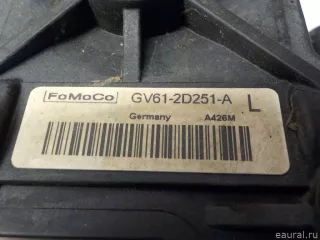 FoMoCo GV61-2D251-A L
Germany A426M
© eaural.ru